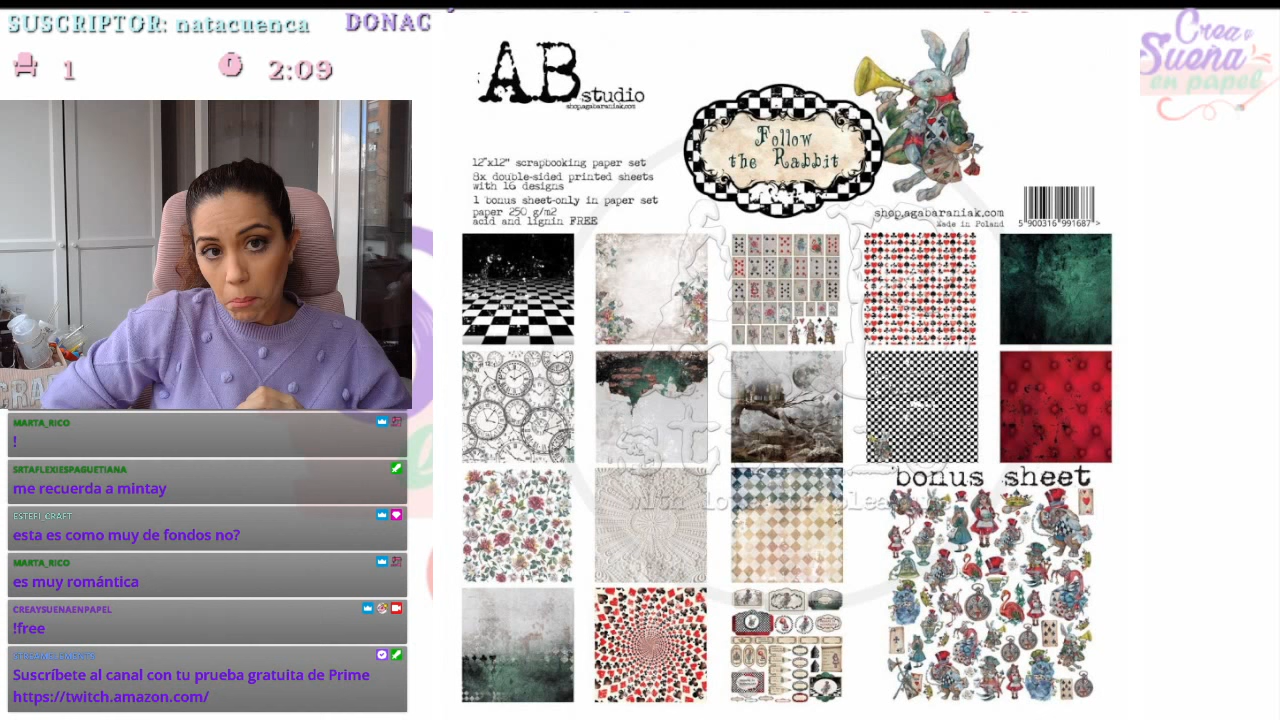 SUSCRIPTOR: natacuenca
DONAC
1
2:09
Crea y
Sueña
en papel
A.B
studio
shop.agabaraniak.com
Follow
the Rabbit
12"x12" scrapbooking paper set
8x double-sided printed sheets
with 16 designs
1 bonus sheet-only in paper set
paper 250 g/m2
acid and lignin FREE
shop.agabaraniak.com
Made in Poland
5"900316"991687">
bonus sheet
MARTA_RICO
!
SRTAFLEXIESPAGUETIANA
me recuerda a mintay
ESTEFI_CRAFT
esta es como muy de fondos no?
MARTA_RICO
es muy romántica
CREAYSUENAENPAPEL
!free
STREAMELEMENTS
Suscríbete al canal con tu prueba gratuita de Prime
https://twitch.amazon.com/